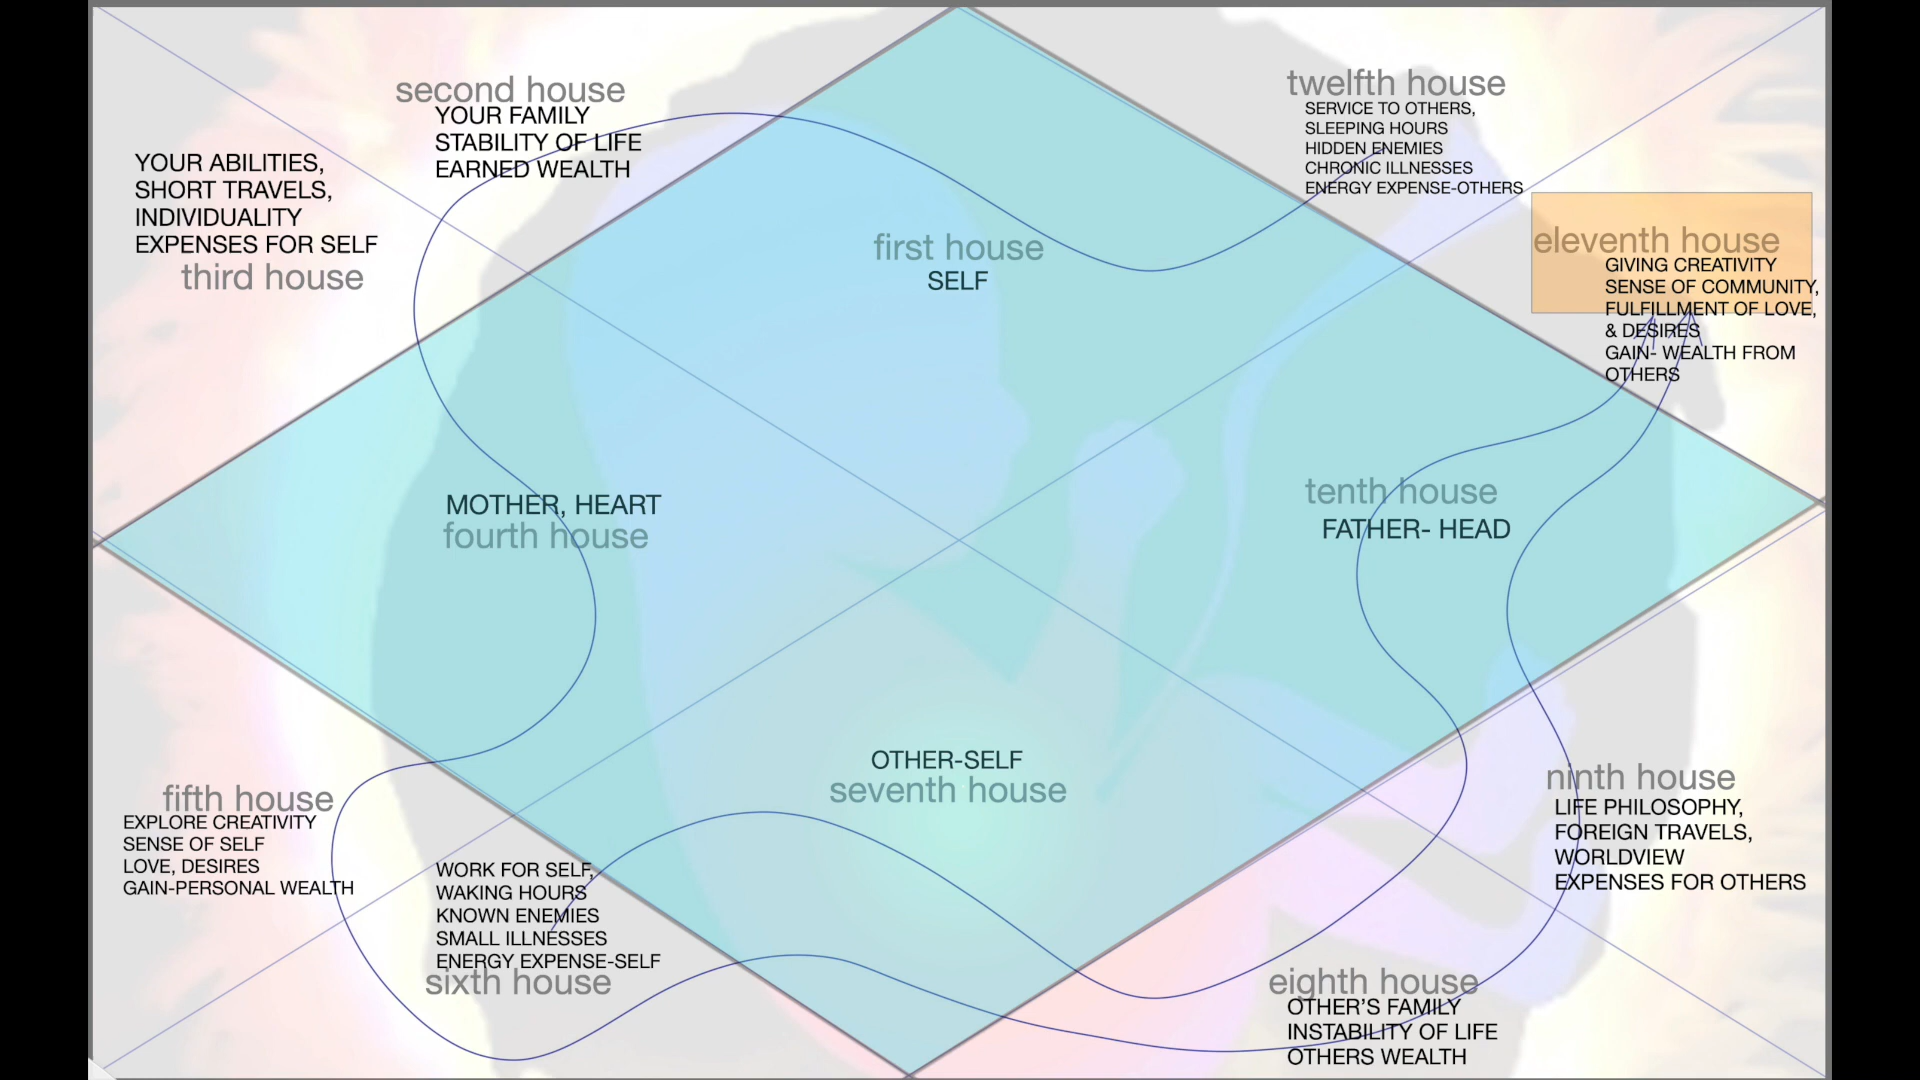 second house
YOUR FAMILY
STABILITY OF LIFE
EARNED WEALTH
twelfth house
SERVICE TO OTHERS,
SLEEPING HOURS
HIDDEN ENEMIES
CHRONIC ILLNESSES
ENERGY EXPENSE-OTHERS
YOUR ABILITIES,
SHORT TRAVELS,
INDIVIDUALITY
EXPENSES FOR SELF
third house
first house
SELF
eleventh house
GIVING CREATIVITY
SENSE OF COMMUNITY,
FULFILLMENT OF LOVE,
& DESIRES
GAIN- WEALTH FROM
OTHERS
MOTHER, HEART
fourth house
tenth house
FATHER- HEAD
OTHER-SELF
seventh house
fifth house
EXPLORE CREATIVITY
SENSE OF SELF
LOVE, DESIRES
GAIN-PERSONAL WEALTH
WORK FOR SELF,
WAKING HOURS
KNOWN ENEMIES
SMALL ILLNESSES
ENERGY EXPENSE-SELF
sixth house
ninth house
LIFE PHILOSOPHY,
FOREIGN TRAVELS,
WORLDVIEW
EXPENSES FOR OTHERS
eighth house
OTHER'S FAMILY
INSTABILITY OF LIFE
OTHERS WEALTH